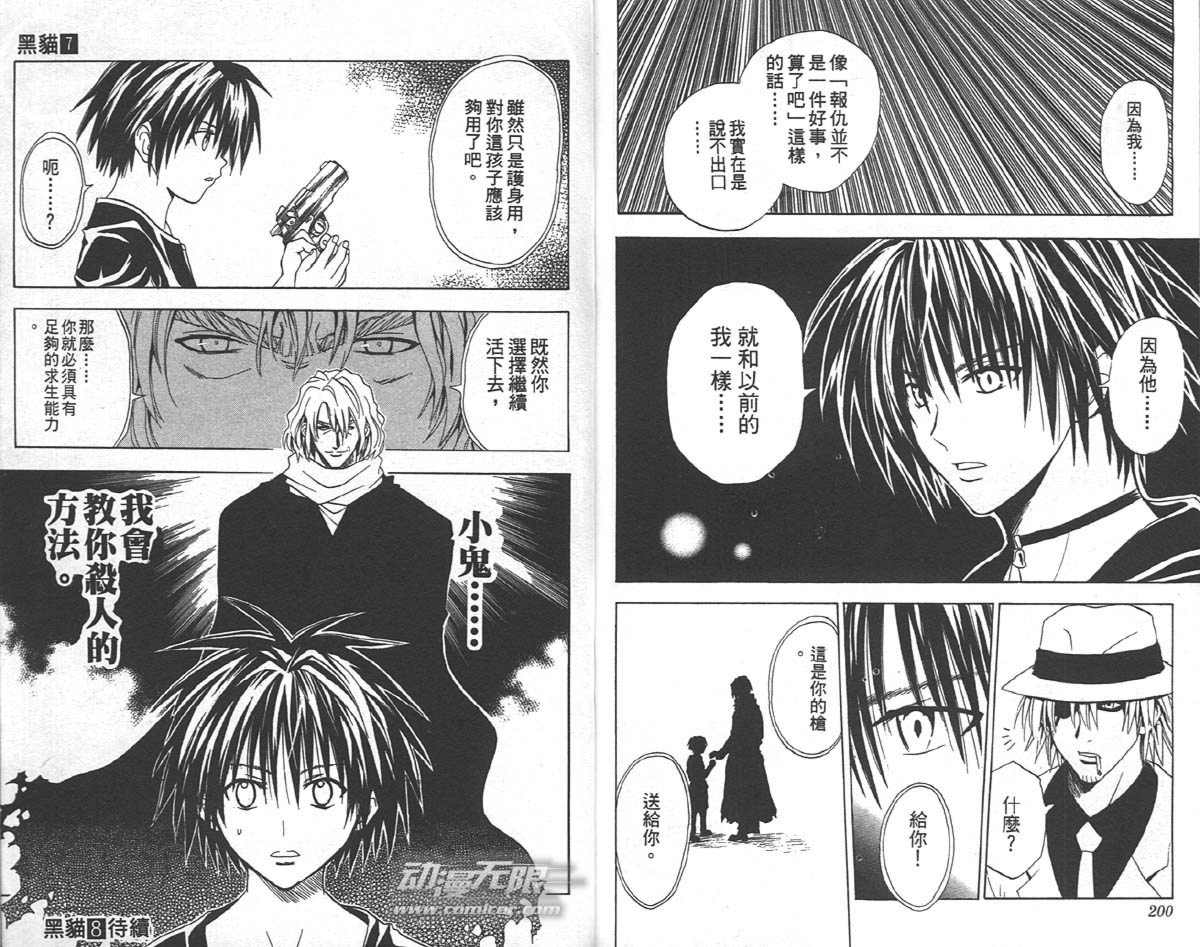 因為我……
像「報仇並不
是一件好事，
算了吧」這樣
的話……
我實在是
說不出口
……
因為他……
就和以前的
我一樣……
什麼？
給你！
這是你的槍
。
送給你。
200
黑貓7
雖然只是護身用，
對你這孩子應該
夠用了吧。
呃……？
既然你
選擇繼續
活下去，
那麼……
你就必須具有
足夠的求生能力
。
小鬼……
我會
教你殺人的
方法。
黑貓8待續
动漫无限
www.comicer.com